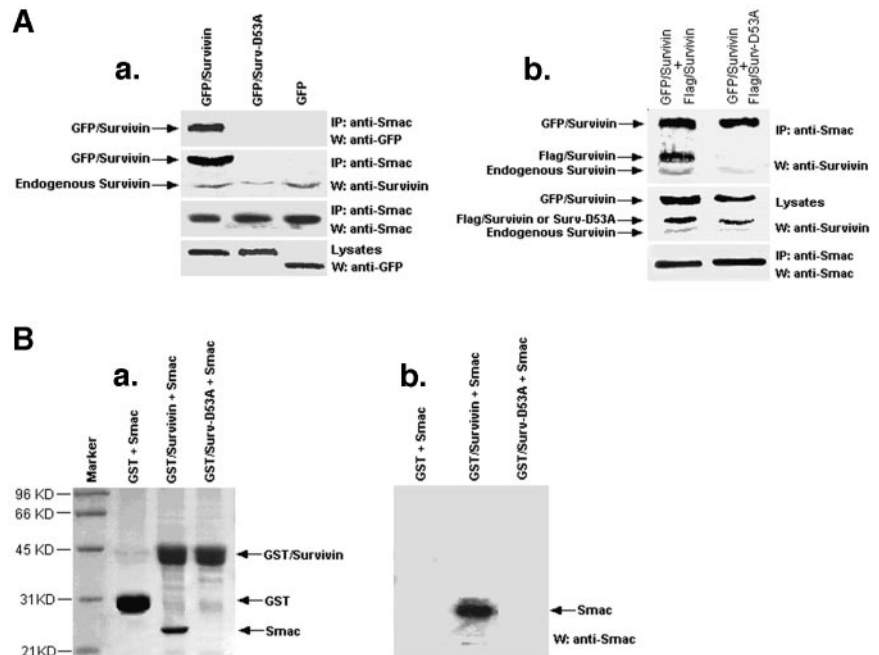 A
a.
GFP/Survivin
GFP/Surv-D53A
GFP
GFP/Survivin
IP: anti-Smac
W: anti-GFP
GFP/Survivin
IP: anti-Smac
Endogenous Survivin
W: anti-Survivin
IP: anti-Smac
W: anti-Smac
Lysates
W: anti-GFP
b.
GFP/Survivin
+
Flag/Survivin
GFP/Survivin
+
Flag/Surv-D53A
GFP/Survivin
IP: anti-Smac
Flag/Survivin
Endogenous Survivin
W: anti-Survivin
GFP/Survivin
Lysates
Flag/Survivin or Surv-D53A
W: anti-Survivin
Endogenous Survivin
IP: anti-Smac
W: anti-Smac
B
a.
Marker
GST + Smac
GST/Survivin + Smac
GST/Surv-D53A + Smac
96 KD
66 KD
45 KD
31KD
21KD
GST/Survivin
GST
Smac
b.
GST + Smac
GST/Survivin + Smac
GST/Surv-D53A + Smac
Smac
W: anti-Smac